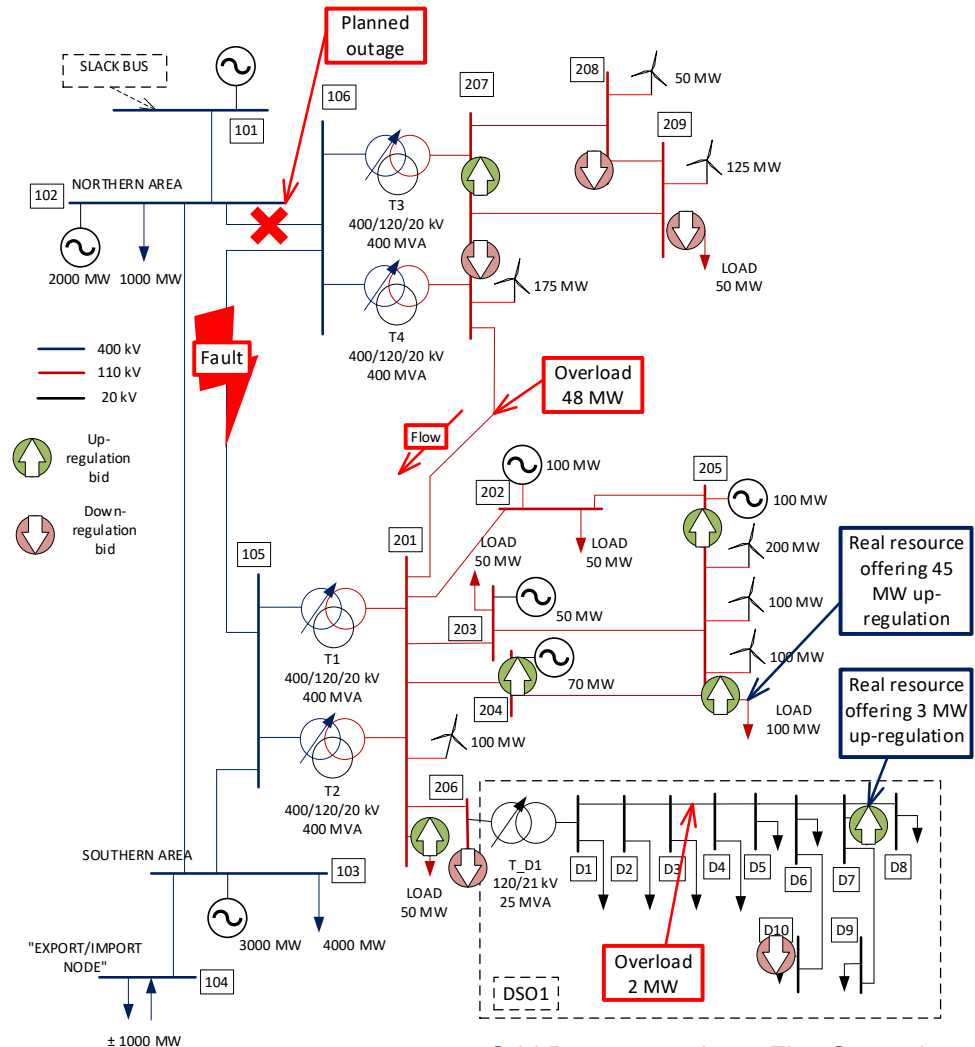 Planned
outage
SLACK BUS
101
106
207
208
50 MW
209
125 MW
102
NORTHERN AREA
T3
400/120/20 kV
400 MVA
LOAD
50 MW
2000 MW
1000 MW
175 MW
T4
400/120/20 kV
400 MVA
Fault
400 kV
110 kV
20 kV
Overload
48 MW
Up-
regulation
bid
Flow
Down-
regulation
bid
100 MW
202
205
100 MW
105
201
LOAD
50 MW
LOAD
50 MW
200 MW
Real resource
offering 45
MW up-
regulation
50 MW
203
100 MW
T1
400/120/20 kV
400 MVA
100 MW
70 MW
204
LOAD
100 MW
Real resource
offering 3 MW
up-regulation
100 MW
T2
400/120/20 kV
400 MVA
206
LOAD
50 MW
T_D1
120/21 kV
25 MVA
D1
D2
D3
D4
D5
D6
D7
D8
SOUTHERN AREA
103
3000 MW
4000 MW
D10
D9
Overload
2 MW
DSO1
"EXPORT/IMPORT
NODE"
104
± 1000 MW